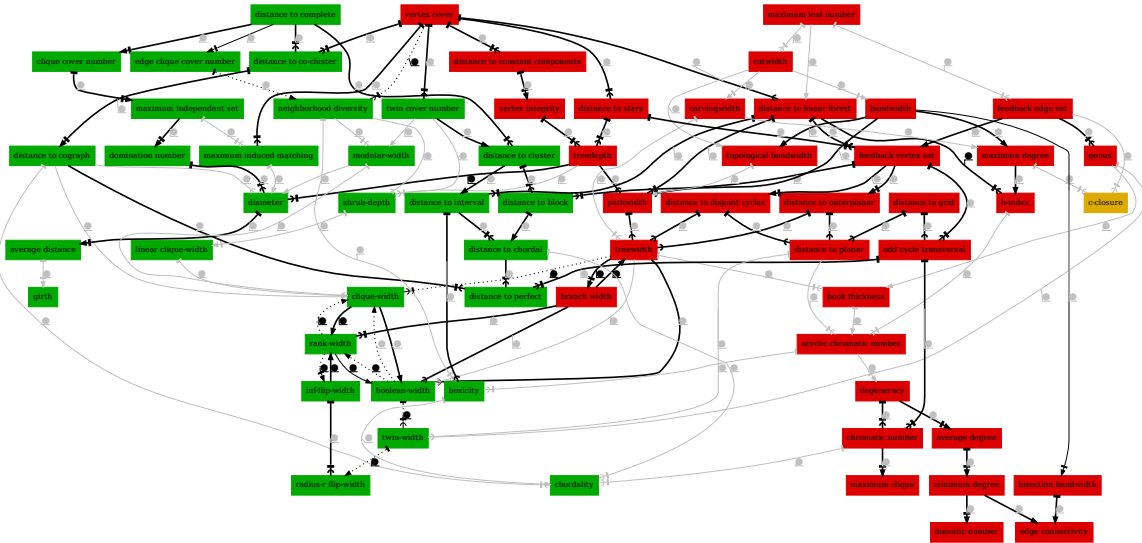 distance to complete
vertex cover
maximum leaf number
clique cover number
edge clique cover number
distance to co-cluster
distance to constant components
cutwidth
maximum independent set
neighborhood diversity
twin-cover number
vertex integrity
distance to stars
carvingwidth
distance to linear forest
bandwidth
feedback edge set
distance to cograph
domination number
maximum induced matching
modular-width
distance to cluster
treedepth
topological bandwidth
feedback vertex set
maximum degree
genus
diameter
shrub-depth
distance to interval
distance to block
pathwidth
distance to disjoint cycles
distance to outerplanar
distance to grid
h-index
c-closure
average distance
linear clique-width
distance to chordal
treewidth
distance to planar
odd cycle transversal
girth
clique-width
distance to perfect
branch width
book thickness
rank-width
acyclic chromatic number
inf-flip-width
boolean-width
boxicity
degeneracy
twin-width
chromatic number
average degree
radius-r flip-width
chordality
maximum clique
minimum degree
bisection bandwidth
domatic number
edge connectivity